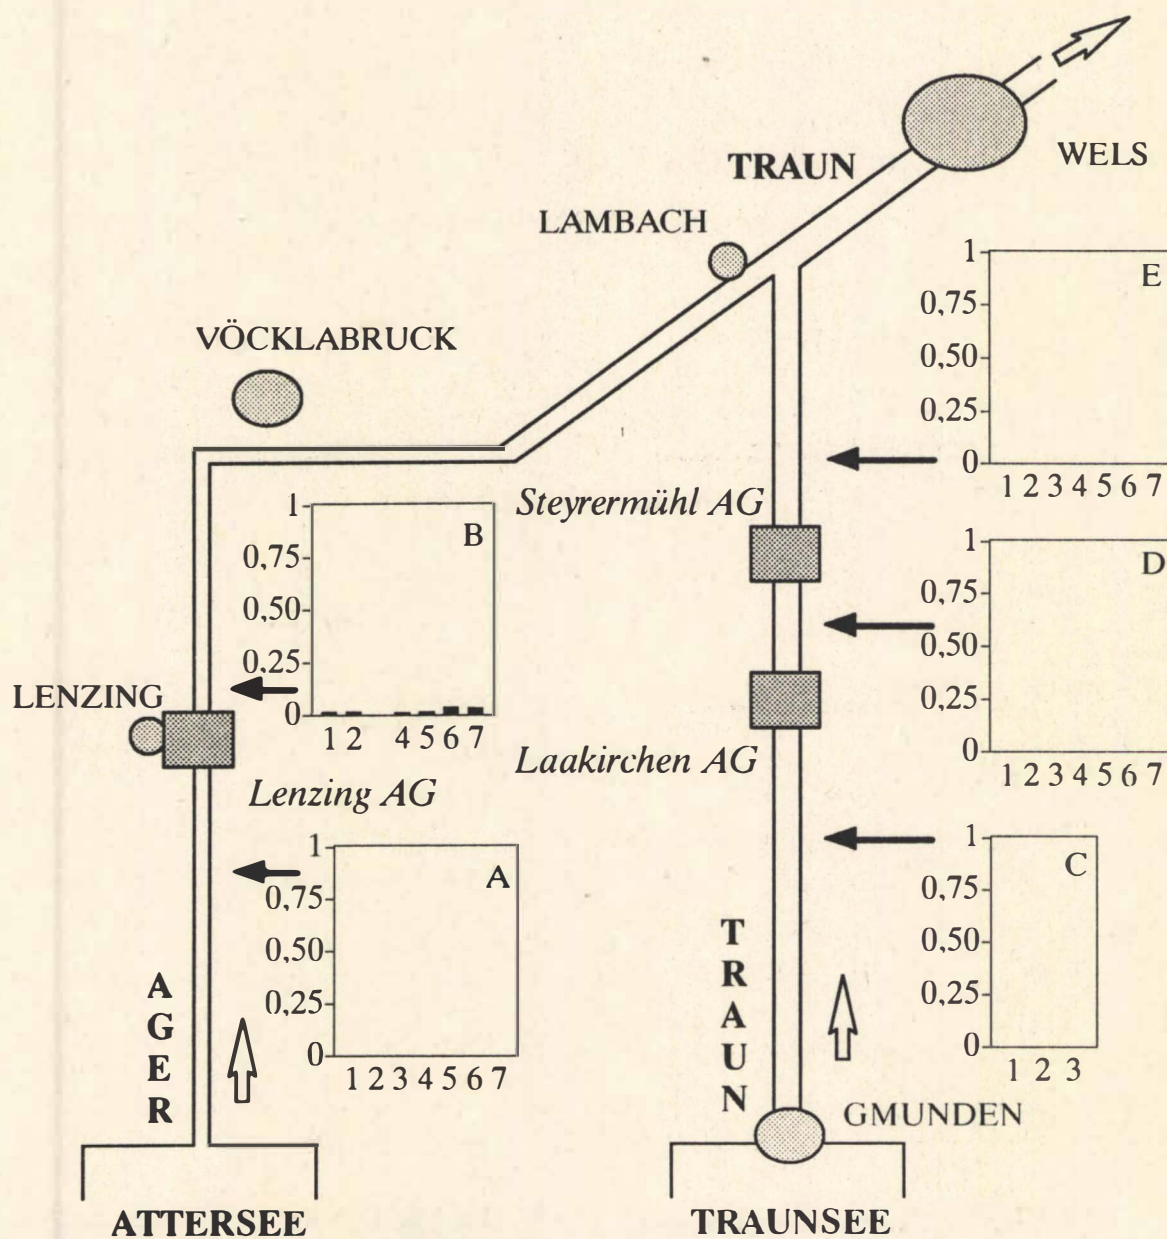 WELS
TRAUN
LAMBACH
VÖCKLABRUCK
1
0,75
0,50
0,25
0
E
1 2 3 4 5 6 7
Steyrermühl AG
1
0,75
0,50
0,25
0
B
1 2 4 5 6 7
1
0,75
0,50
0,25
0
D
1 2 3 4 5 6 7
LENZING
Lenzing AG
Laakirchen AG
1
0,75
0,50
0,25
0
A
1 2 3 4 5 6 7
1
0,75
0,50
0,25
0
C
1 2 3
AGER
TRAUN
GMUNDEN
ATTERSEE
TRAUNSEE